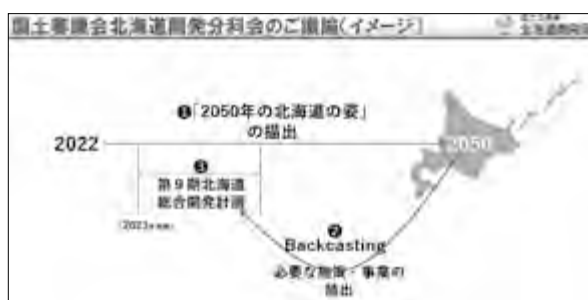 国土審議会北海道開発分科会のご議論(イメージ)
❶「2050年の北海道の姿」
の描出
2022
2050
❸
第9期北海道
総合開発計画
❷
Backcasting
必要な施策・事業の
描出